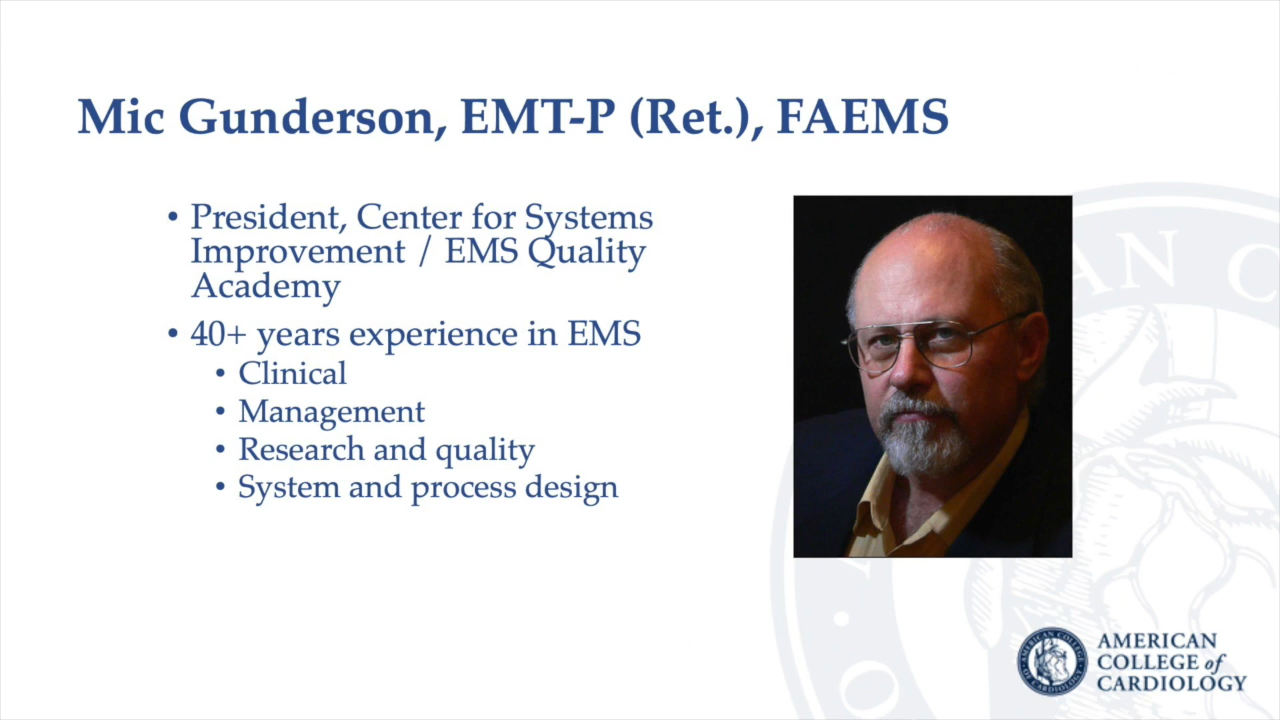 Mic Gunderson, EMT-P (Ret.), FAEMS
• President, Center for Systems
Improvement / EMS Quality
Academy
• 40+ years experience in EMS
• Clinical
• Management
• Research and quality
• System and process design
AN C
AMERICAN
COLLEGE of
CARDIOLOGY